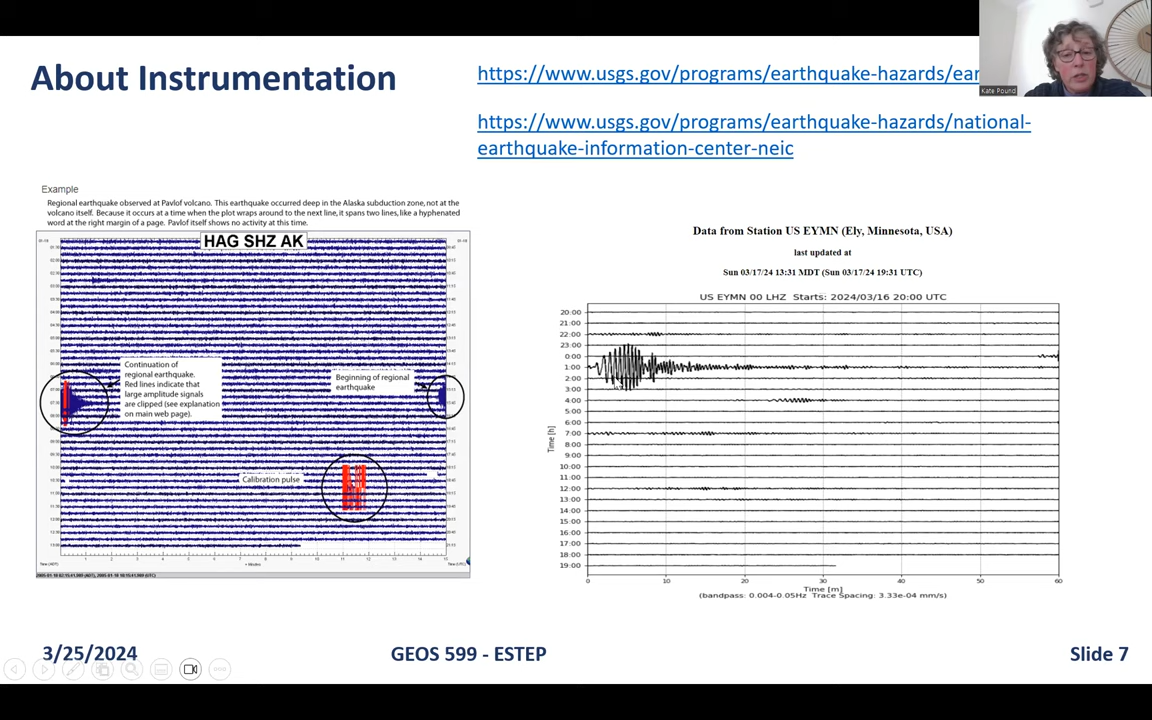 About Instrumentation
https://www.usgs.gov/programs/earthquake-hazards/ear
Kate Pound
https://www.usgs.gov/programs/earthquake-hazards/national-
earthquake-information-center-neic
Example
Regional earthquake observed at Pavlof volcano. This earthquake occurred deep in the Alaska subduction zone, not at the
volcano itself. Because it occurs at a time when the plot wraps around to the next line, it spans two lines, like a hyphenated
word at the right margin of a page. Pavlof itself shows no activity at this time.
HAG SHZ AK
Continuation of
regional earthquake.
Red lines indicate that
large amplitude signals
are clipped (see explanation
on main web page).
Beginning of regional
earthquake
Calibration pulse
Data from Station US EYMN (Ely, Minnesota, USA)
last updated at
Sun 03/17/24 13:31 MDT (Sun 03/17/24 19:31 UTC)
US EYMN 00 LHZ Starts: 2024/03/16 20:00 UTC
20:00
21:00
22:00
23:00
0:00
1:00
2:00
3:00
4:00
5:00
6:00
7:00
8:00
9:00
10:00
11:00
12:00
13:00
14:00
15:00
16:00
17:00
18:00
19:00
Time [h]
0 10 20 30 40 50 60
Time [m]
(bandpass: 0.004-0.05Hz Trace Spacing: 3.33e-04 mm/s)
3/25/2024
GEOS 599 - ESTEP
Slide 7